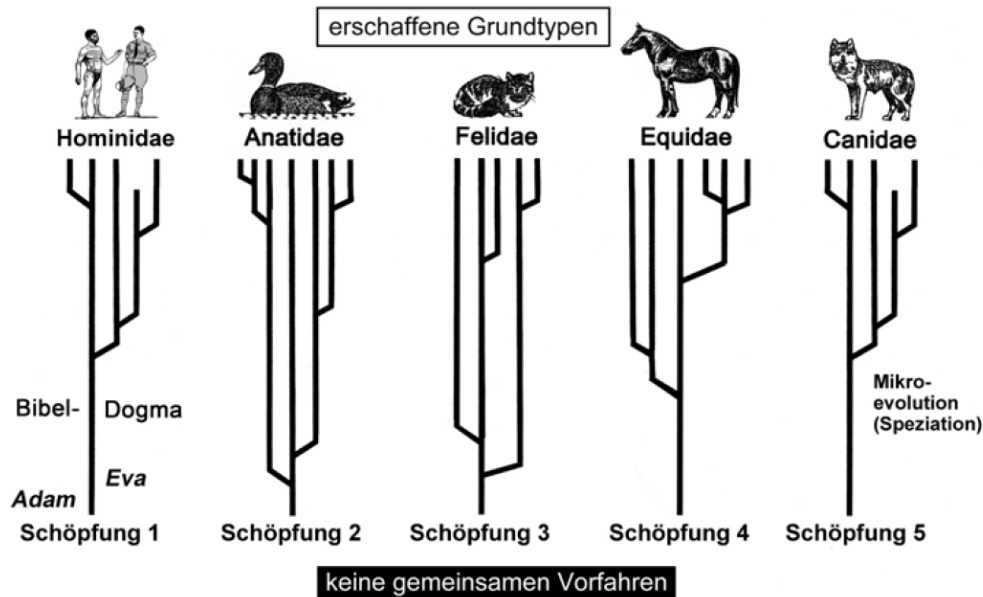 erschaffene Grundtypen
Hominidae
Anatidae
Felidae
Equidae
Canidae
Bibel- Dogma
Mikro-
evolution
(Speziation)
Adam
Eva
Schöpfung 1
Schöpfung 2
Schöpfung 3
Schöpfung 4
Schöpfung 5
keine gemeinsamen Vorfahren